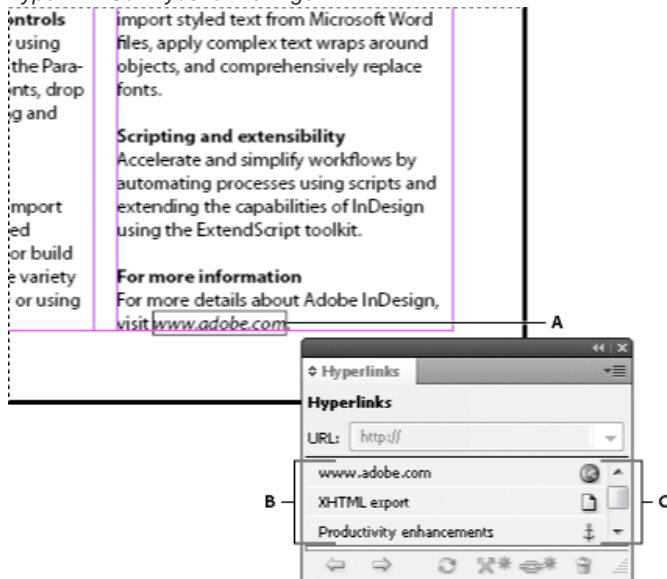 ontrols
using
the Para-
nts, drop
g and
mport
ed
or build
variety
or using
import styled text from Microsoft Word
files, apply complex text wraps around
objects, and comprehensively replace
fonts.
Scripting and extensibility
Accelerate and simplify workflows by
automating processes using scripts and
extending the capabilities of InDesign
using the ExtendScript toolkit.
For more information
For more details about Adobe InDesign,
visit www.adobe.com.
A
Hyperlinks
Hyperlinks
URL: http://
www.adobe.com
XHTML export
Productivity enhancements
B
C